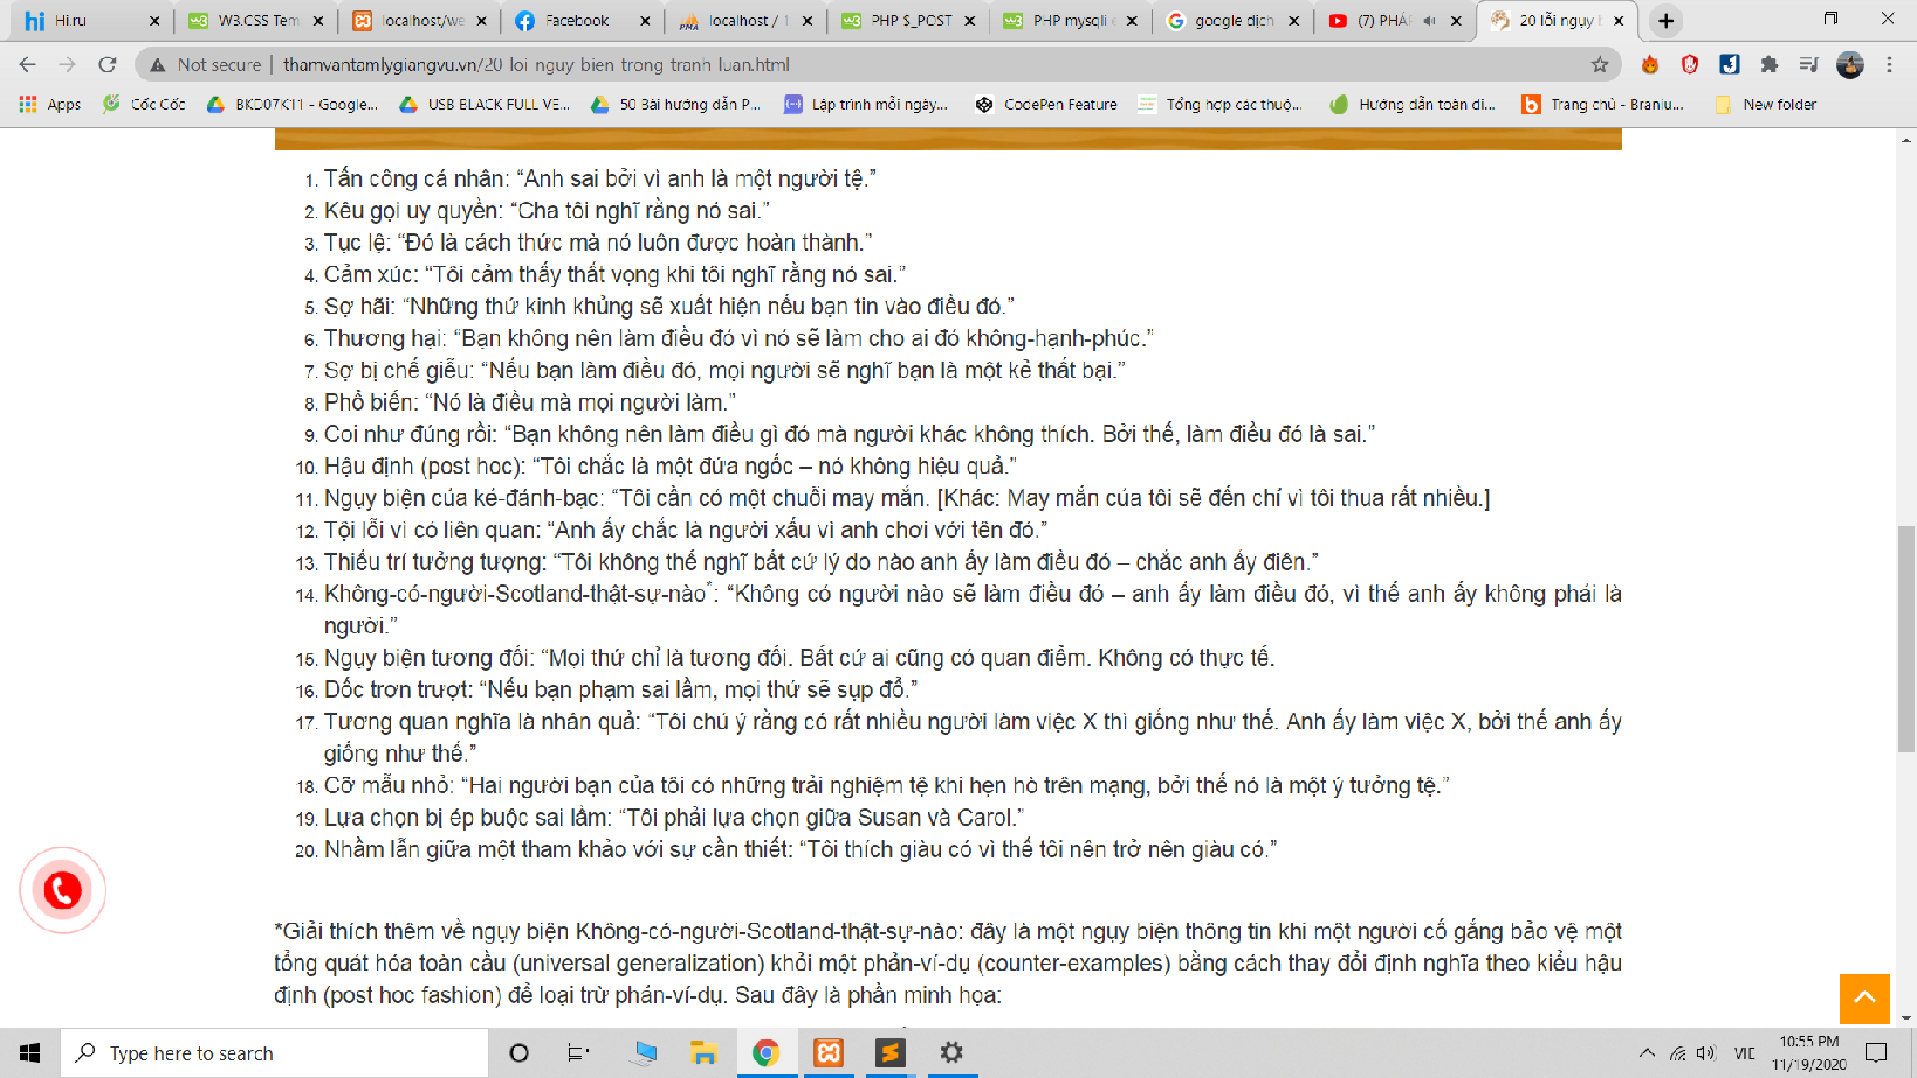 Hi.ru
W3.CSS Tem
localhost/we
Facebook
localhost / 1
PHP $_POST
PHP mysqli e
google dịch
(7) PHÁP
20 lỗi ngụy b
Not secure | thamvantamlygiangvu.vn/20-loi-nguy-bien-trong-tranh-luan.html
Apps
Cốc Cốc
BKD07K11 - Google...
USB BLACK FULL VE...
50 Bài hướng dẫn P...
Lập trình mỗi ngày...
CodePen Feature
Tổng hợp các thuộ...
Hướng dẫn toàn di...
Trang chủ - Braniu...
New folder
1. Tấn công cá nhân: “Anh sai bởi vì anh là một người tệ.”
2. Kêu gọi uy quyền: “Cha tôi nghĩ rằng nó sai.”
3. Tục lệ: “Đó là cách thức mà nó luôn được hoàn thành.”
4. Cảm xúc: “Tôi cảm thấy thất vọng khi tôi nghĩ rằng nó sai.”
5. Sợ hãi: “Những thứ kinh khủng sẽ xuất hiện nếu bạn tin vào điều đó.”
6. Thương hại: “Bạn không nên làm điều đó vì nó sẽ làm cho ai đó không-hạnh-phúc.”
7. Sợ bị chế giễu: “Nếu bạn làm điều đó, mọi người sẽ nghĩ bạn là một kẻ thất bại.”
8. Phổ biến: “Nó là điều mà mọi người làm.”
9. Coi như đúng rồi: “Bạn không nên làm điều gì đó mà người khác không thích. Bởi thế, làm điều đó là sai.”
10. Hậu định (post hoc): “Tôi chắc là một đứa ngốc – nó không hiệu quả.”
11. Ngụy biện của kẻ-đánh-bạc: “Tôi cần có một chuỗi may mắn. [Khác: May mắn của tôi sẽ đến chỉ vì tôi thua rất nhiều.]
12. Tội lỗi vì có liên quan: “Anh ấy chắc là người xấu vì anh chơi với tên đó.”
13. Thiếu trí tưởng tượng: “Tôi không thể nghĩ bất cứ lý do nào anh ấy làm điều đó – chắc anh ấy điên.”
14. Không-có-người-Scotland-thật-sự-nào*: “Không có người nào sẽ làm điều đó – anh ấy làm điều đó, vì thế anh ấy không phải là
người.”
15. Ngụy biện tương đối: “Mọi thứ chỉ là tương đối. Bất cứ ai cũng có quan điểm. Không có thực tế.
16. Dốc trơn trượt: “Nếu bạn phạm sai lầm, mọi thứ sẽ sụp đổ.”
17. Tương quan nghĩa là nhân quả: “Tôi chú ý rằng có rất nhiều người làm việc X thì giống như thế. Anh ấy làm việc X, bởi thế anh ấy
giống như thế.”
18. Cỡ mẫu nhỏ: “Hai người bạn của tôi có những trải nghiệm tệ khi hẹn hò trên mạng, bởi thế nó là một ý tưởng tệ.”
19. Lựa chọn bị ép buộc sai lầm: “Tôi phải lựa chọn giữa Susan và Carol.”
20. Nhầm lẫn giữa một tham khảo với sự cần thiết: “Tôi thích giàu có vì thế tôi nên trở nên giàu có.”
*Giải thích thêm về ngụy biện Không-có-người-Scotland-thật-sự-nào: đây là một ngụy biện thông tin khi một người cố gắng bảo vệ một
tổng quát hóa toàn cầu (universal generalization) khỏi một phản-ví-dụ (counter-examples) bằng cách thay đổi định nghĩa theo kiểu hậu
định (post hoc fashion) để loại trừ phản-ví-dụ. Sau đây là phần minh họa:
Type here to search
VIE
10:55 PM
11/19/2020